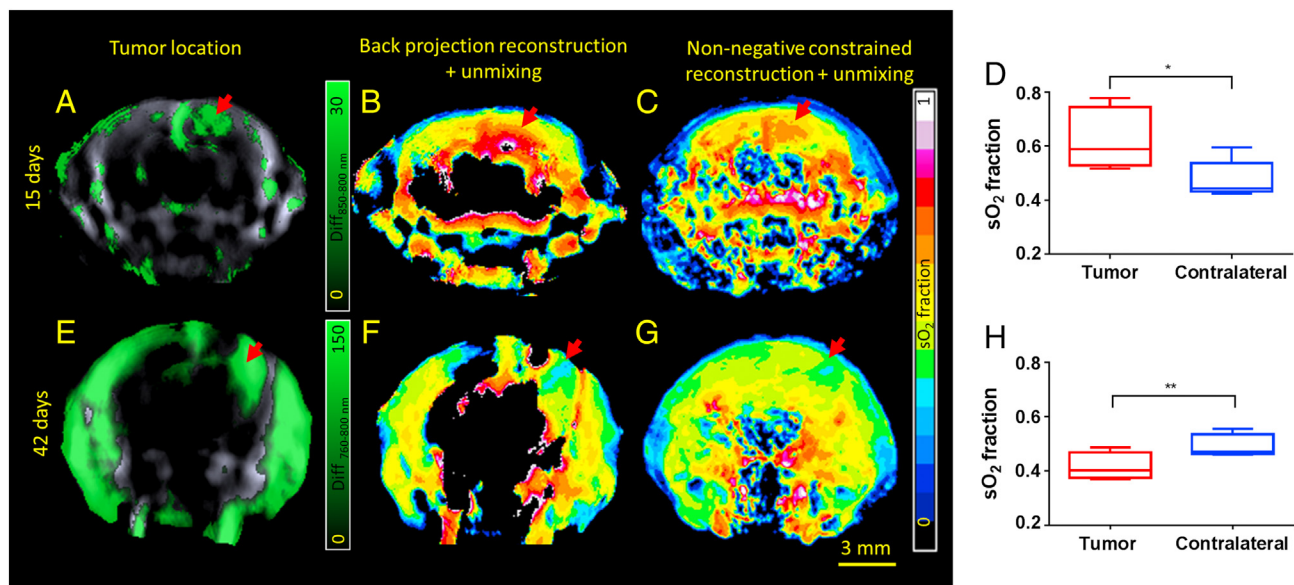 Tumor location
Back projection reconstruction
+ unmixing
Non-negative constrained
reconstruction + unmixing
A
B
C
D
15 days
0 Diff850-800 nm 30
0 sO2 fraction 1
*
sO2 fraction
0.8
0.6
0.4
0.2
Tumor
Contralateral
E
F
G
H
42 days
0 Diff 760-800 nm 150
3 mm
**
sO2 fraction
0.8
0.6
0.4
0.2
Tumor
Contralateral